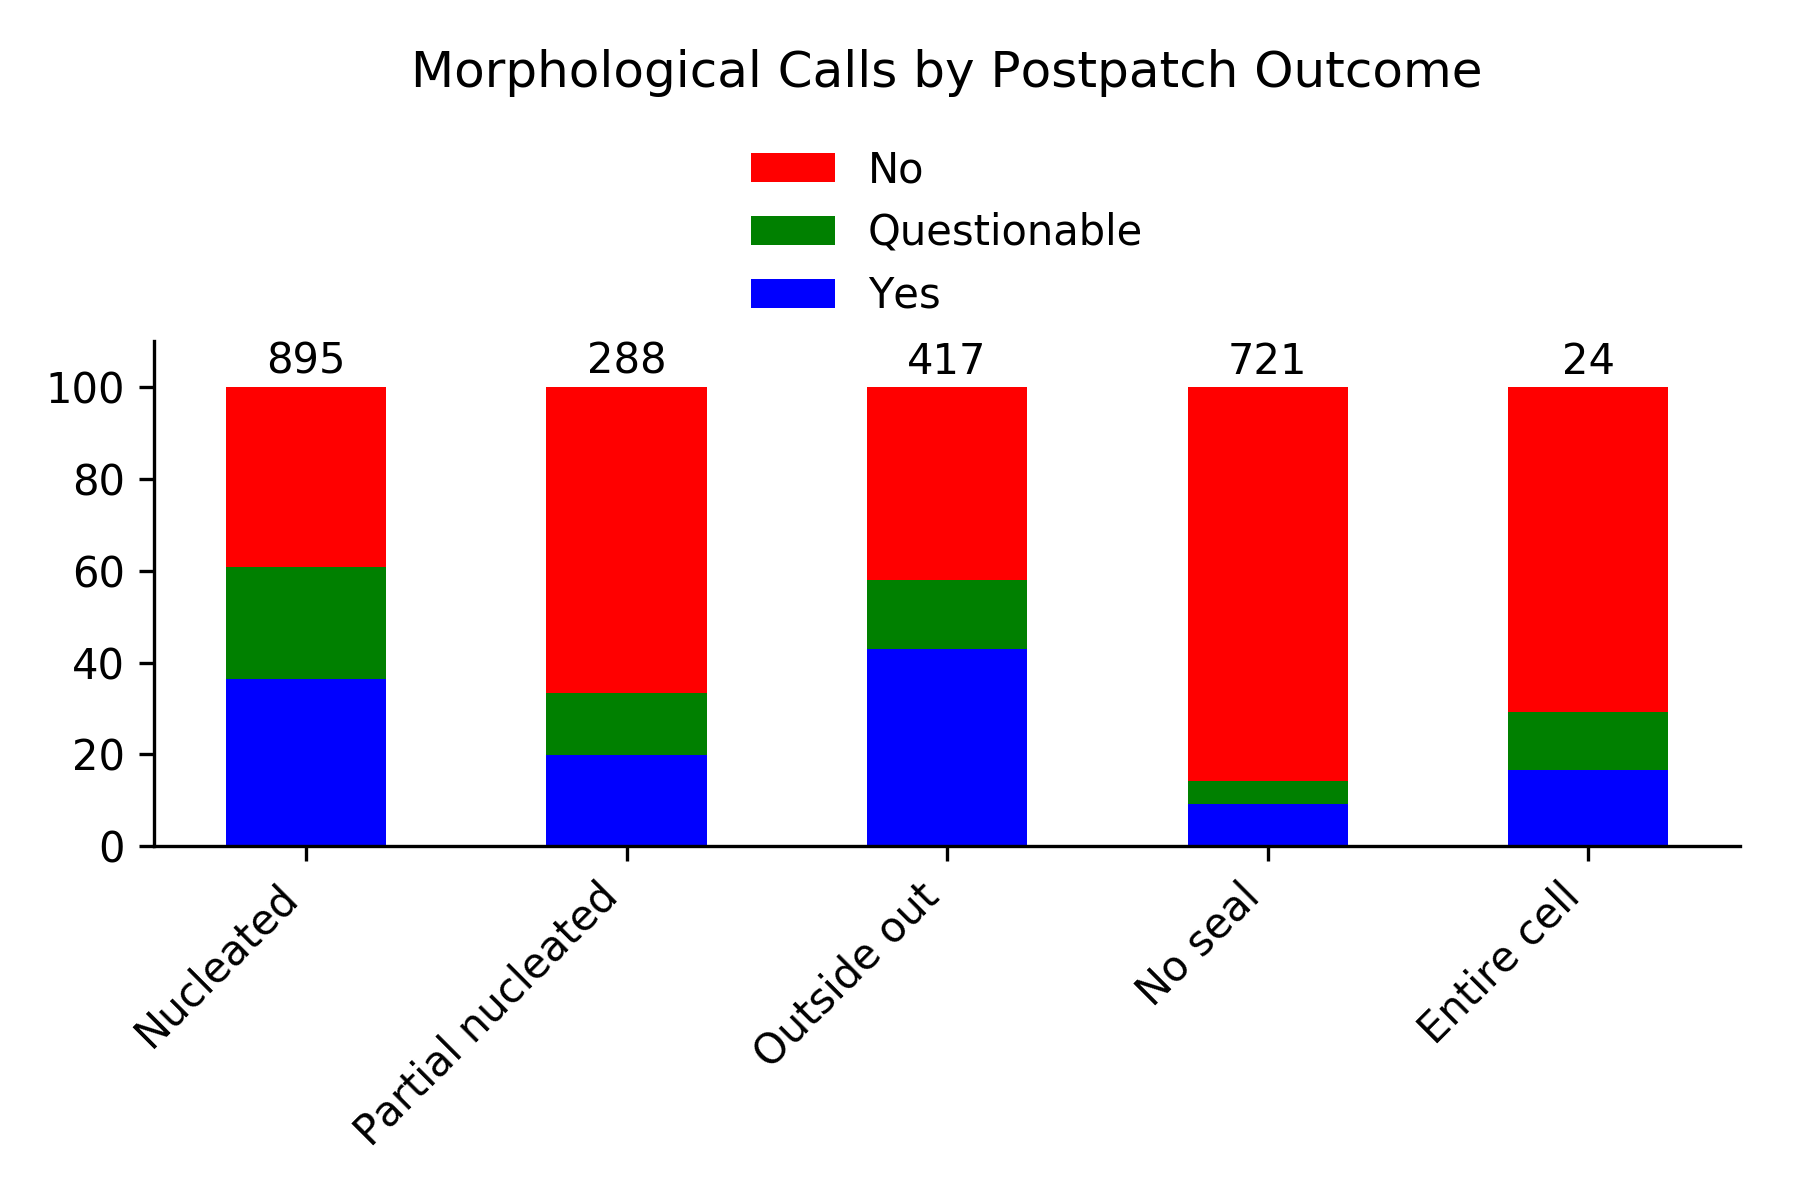 Morphological Calls by Postpatch Outcome
No
Questionable
Yes
895 288 417 721 24
100
80
60
40
20
0
Nucleated
Partial nucleated
Outside out
No seal
Entire cell